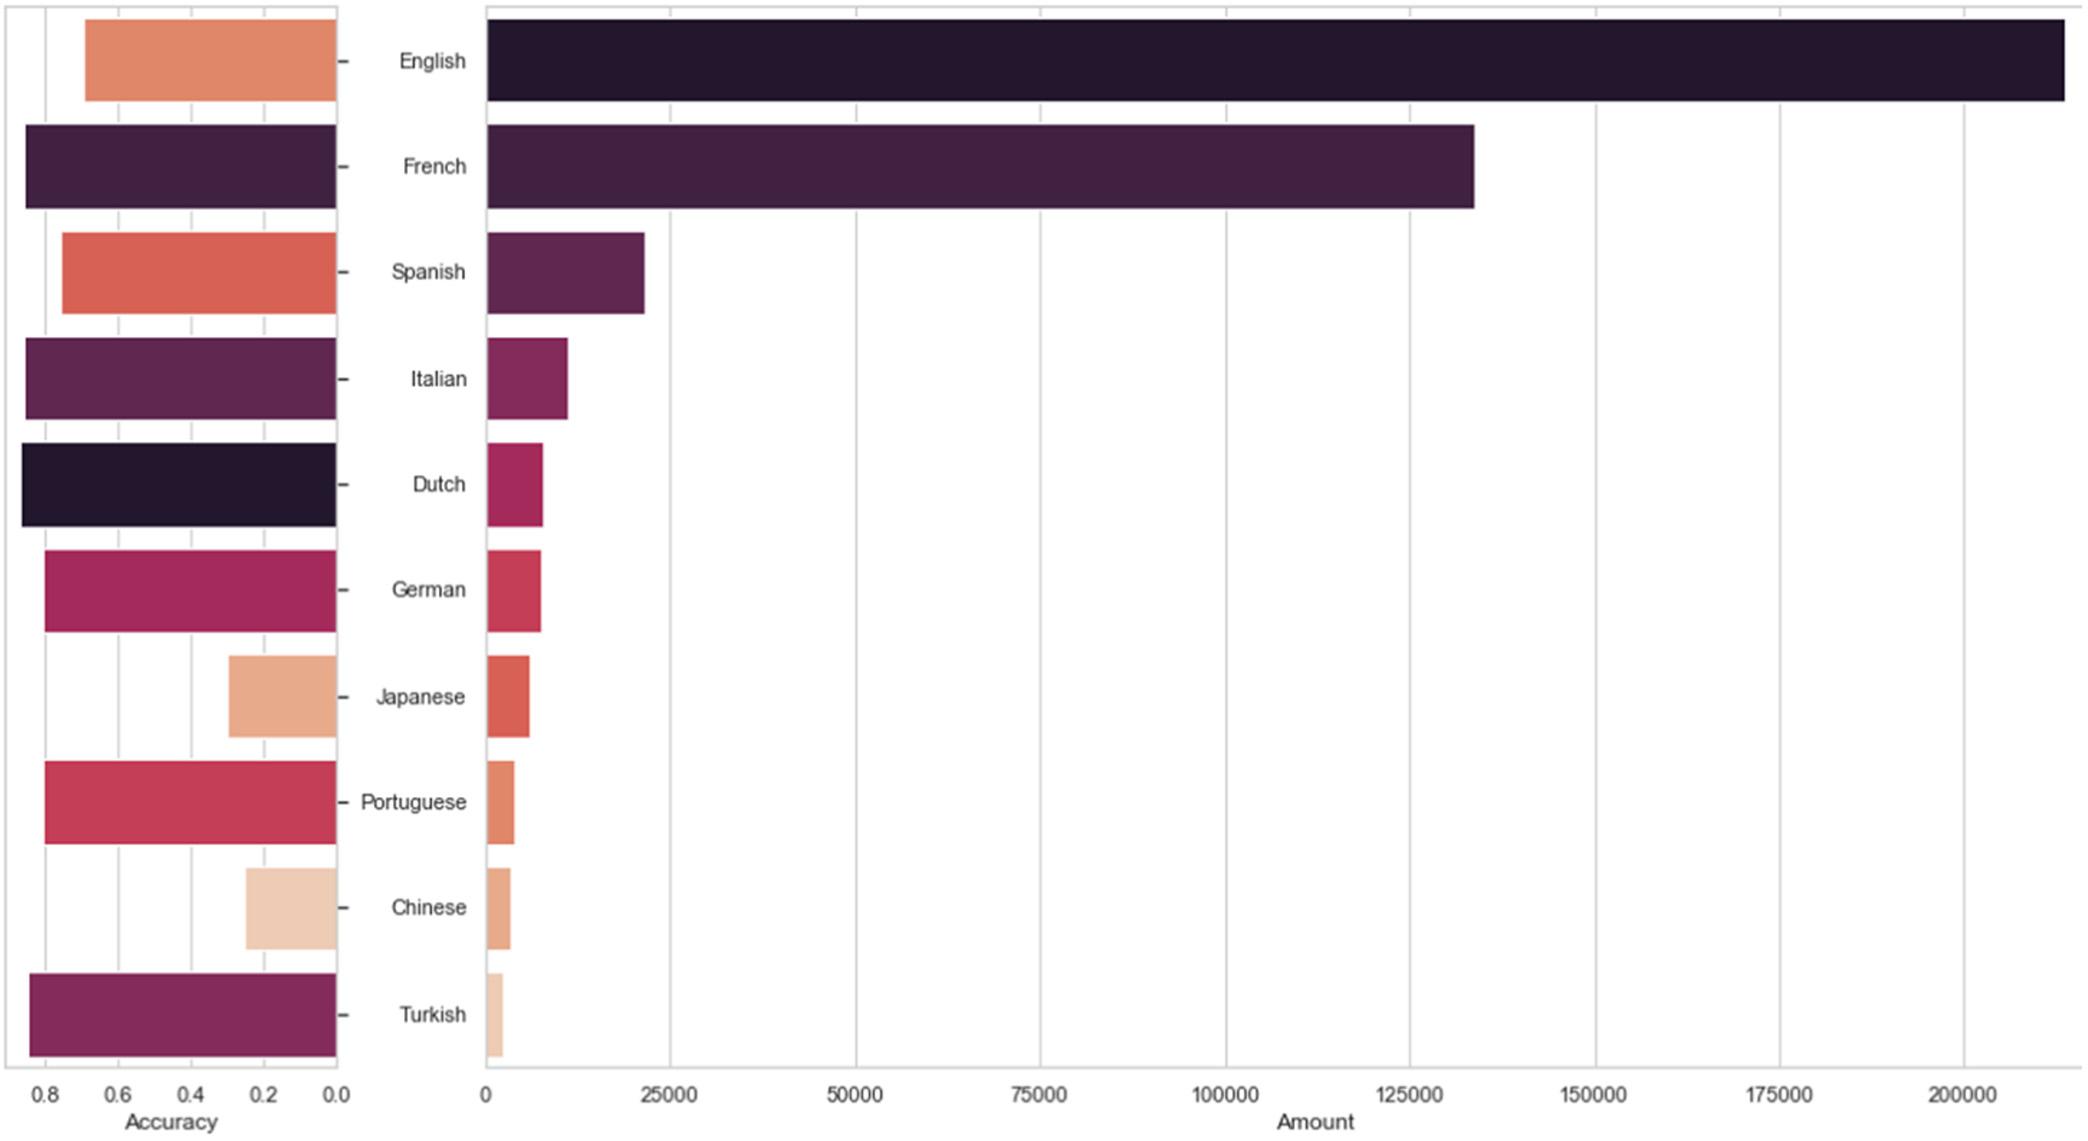 English
French
Spanish
Italian
Dutch
German
Japanese
Portuguese
Chinese
Turkish
0.8 0.6 0.4 0.2 0.0 0 25000 50000 75000 100000 125000 150000 175000 200000
Accuracy Amount